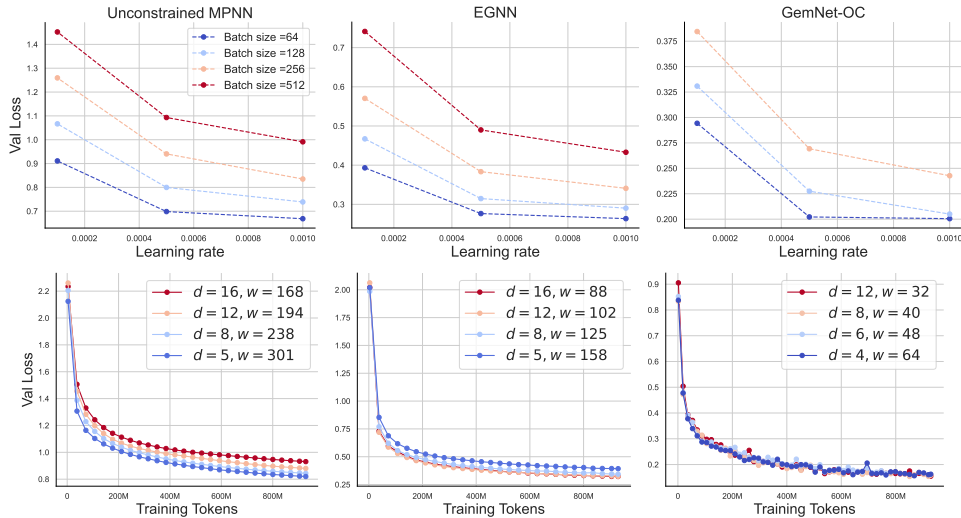 Unconstrained MPNN
EGNN
GemNet-OC
Val Loss
1.4
1.3
1.2
1.1
1.0
0.9
0.8
0.7
Batch size =64
Batch size =128
Batch size =256
Batch size =512
0.0002 0.0004 0.0006 0.0008 0.0010
Learning rate
0.7
0.6
0.5
0.4
0.3
0.0002 0.0004 0.0006 0.0008 0.0010
Learning rate
0.375
0.350
0.325
0.300
0.275
0.250
0.225
0.200
0.0002 0.0004 0.0006 0.0008 0.0010
Learning rate
Val Loss
2.2
2.0
1.8
1.6
1.4
1.2
1.0
0.8
d = 16, w = 168
d = 12, w = 194
d = 8, w = 238
d = 5, w = 301
0 200M 400M 600M 800M
Training Tokens
2.00
1.75
1.50
1.25
1.00
0.75
0.50
0.25
d = 16, w = 88
d = 12, w = 102
d = 8, w = 125
d = 5, w = 158
0 200M 400M 600M 800M
Training Tokens
0.9
0.8
0.7
0.6
0.5
0.4
0.3
0.2
d = 12, w = 32
d = 8, w = 40
d = 6, w = 48
d = 4, w = 64
0 200M 400M 600M 800M
Training Tokens